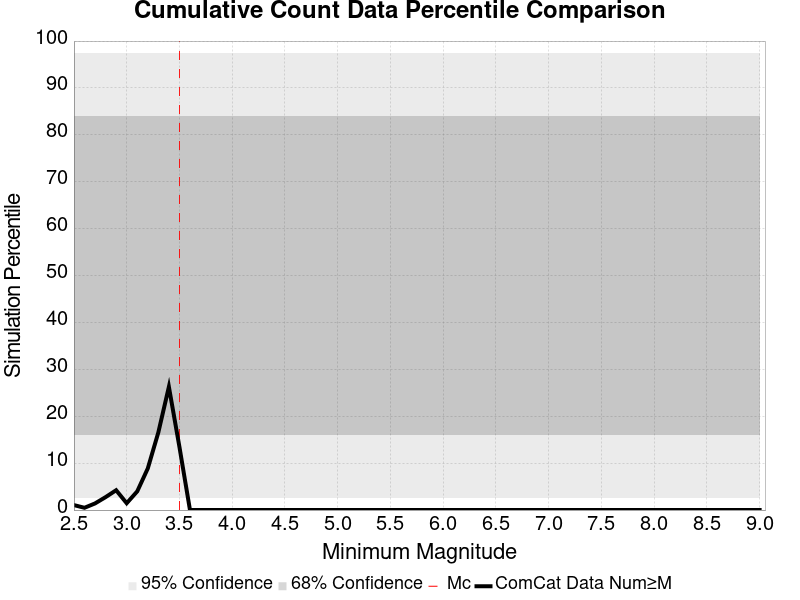 Cumulative Count Data Percentile Comparison
100
90
80
70
60
50
40
30
20
10
0
Simulation Percentile
2.5 3.0 3.5 4.0 4.5 5.0 5.5 6.0 6.5 7.0 7.5 8.0 8.5 9.0
Minimum Magnitude
95% Confidence 68% Confidence Mc ComCat Data Num≥M